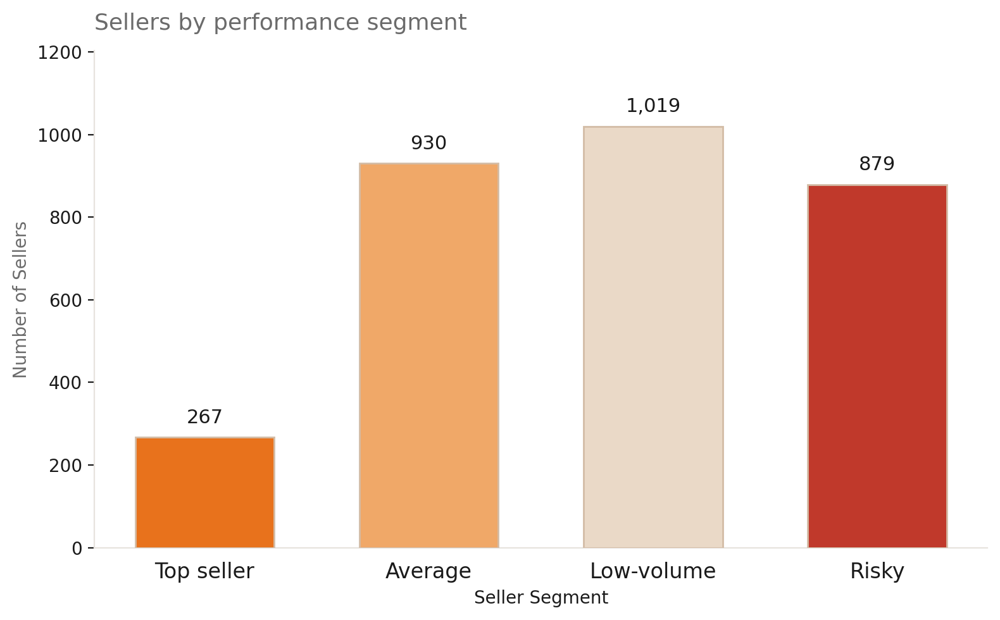 Sellers by performance segment
1200
1000
800
600
400
200
0
Number of Sellers
267
930
1,019
879
Top seller
Average
Low-volume
Risky
Seller Segment